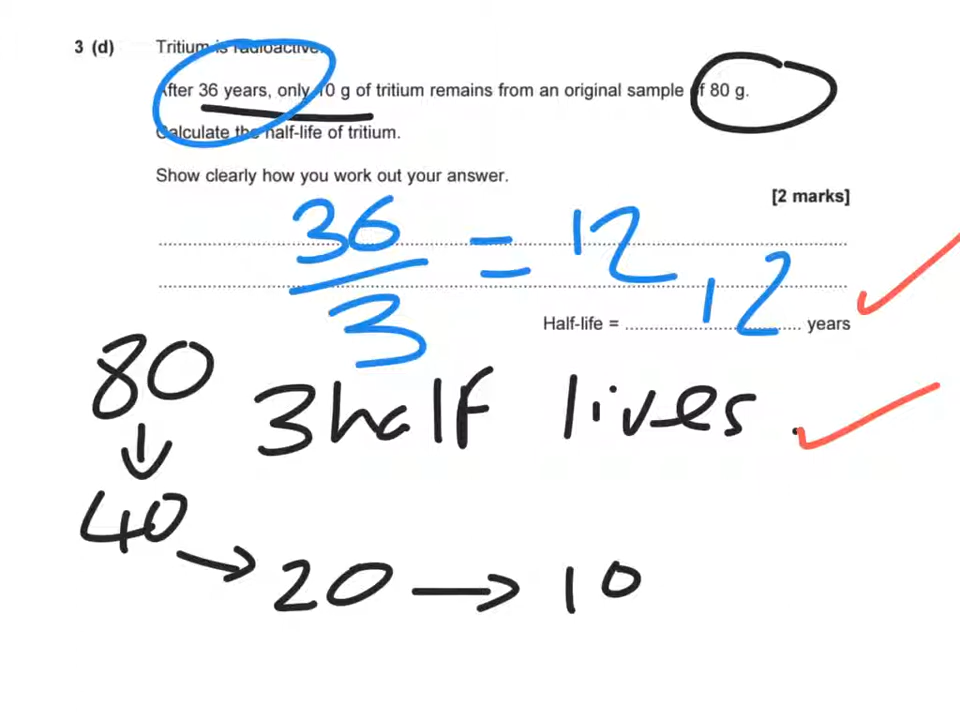 3 (d) Tritium is radioactive.
After 36 years, only 10 g of tritium remains from an original sample of 80 g.
Calculate the half-life of tritium.
Show clearly how you work out your answer.
[2 marks]
36
3
= 12
Half-life = 12 years
80
3 half lives.
40
20
10